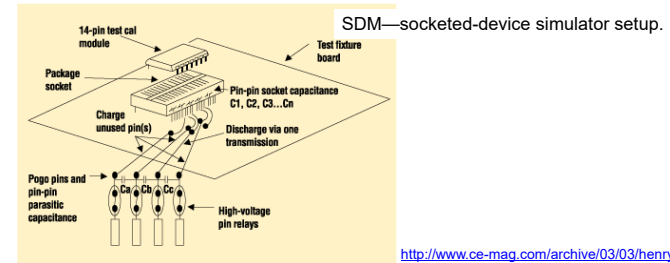 SDM—socketed-device simulator setup.
14-pin test cal
module
Test fixture
board
Package
socket
Pin-pin socket capacitance
C1, C2, C3...Cn
Charge
unused pin(s)
Discharge via one
transmission
Pogo pins and
pin-pin
parasitic
capacitance
Ca Cb Cc
High-voltage
pin relays
http://www.ce-mag.com/archive/03/03/henry